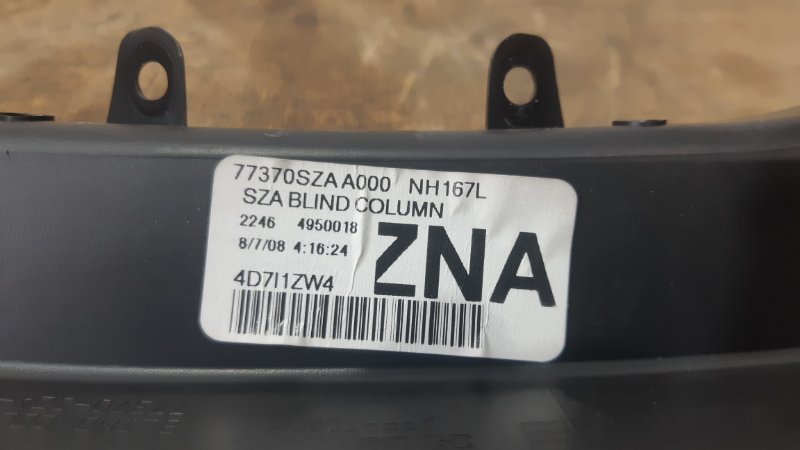 77370SZA A000 NH167L
SZA BLIND COLUMN
2246 4950018
8/7/08 4:16:24
ZNA
4D7I1ZW4